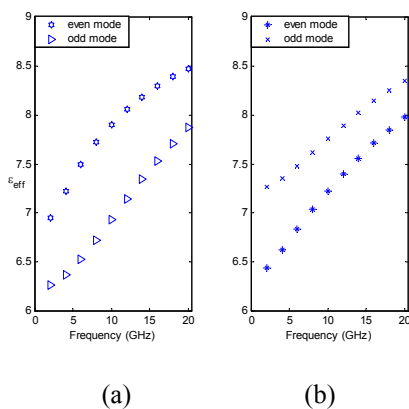 even mode
odd mode
9
8.5
8
7.5
7
6.5
6
εeff
0 5 10 15 20
Frequency (GHz)
(a)
even mode
odd mode
9
8.5
8
7.5
7
6.5
6
0 5 10 15 20
Frequency (GHz)
(b)